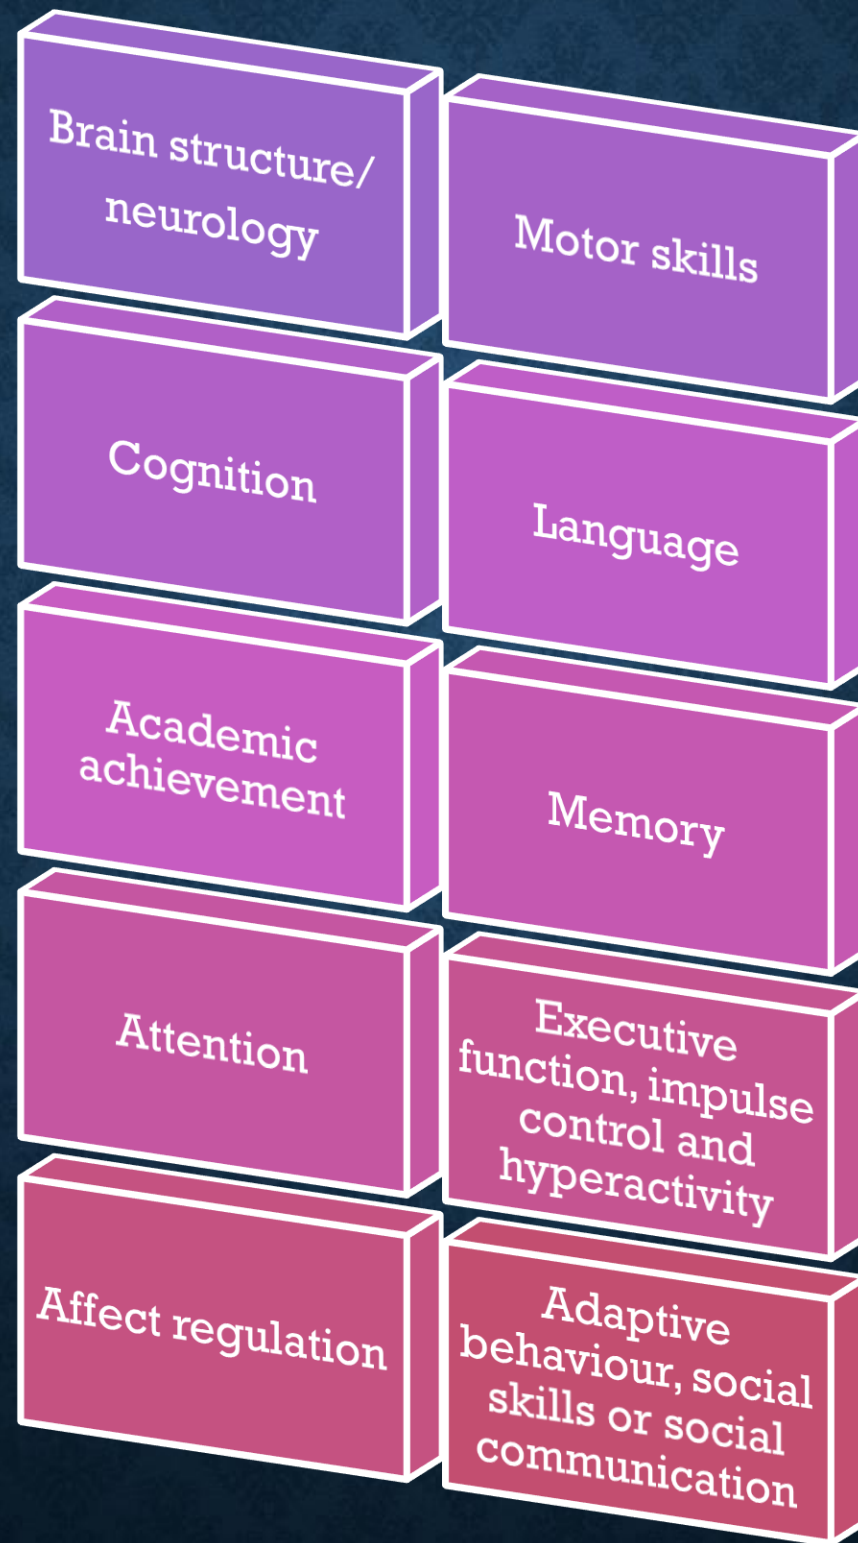 Brain structure/
neurology
Motor skills
Cognition
Language
Academic
achievement
Memory
Attention
Executive
function, impulse
control and
hyperactivity
Affect regulation
Adaptive
behaviour, social
skills or social
communication